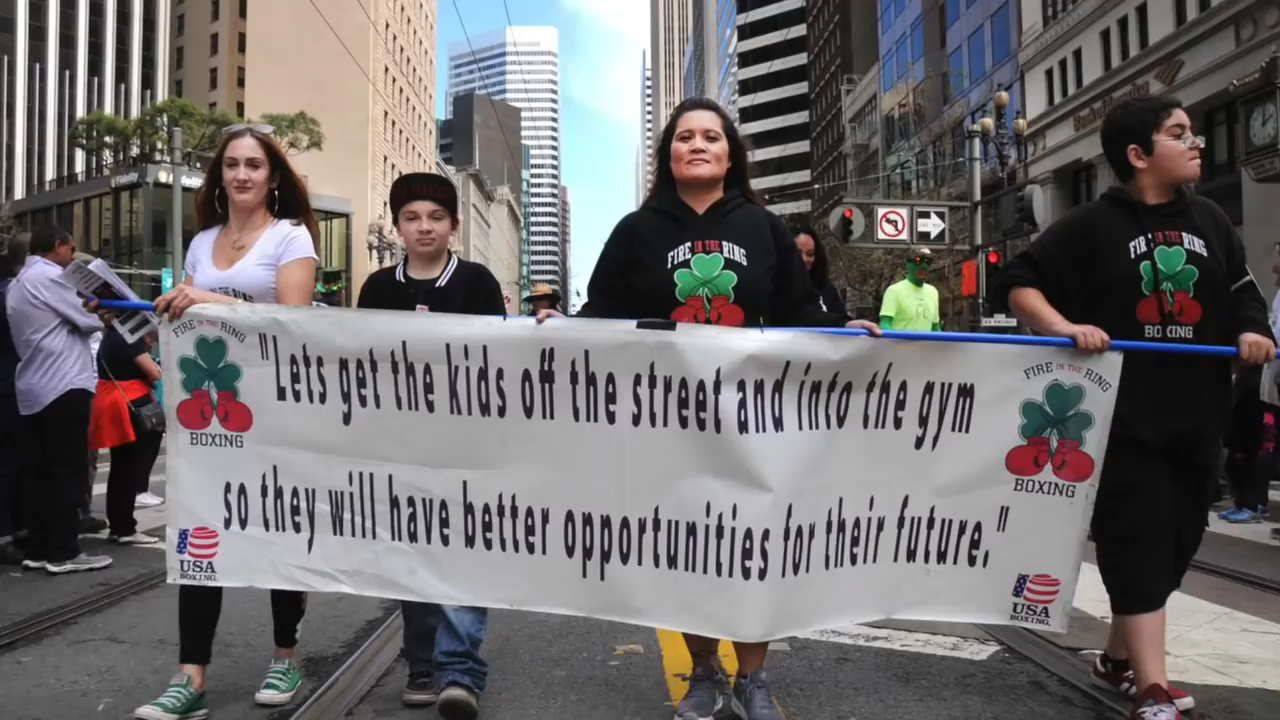 Fidelity
FIRE IN THE RING
BOXING
"Lets get the kids off the street and into the gym
so they will have better opportunities for their future."
USA
BOXING.
FIRE IN THE RING
BOXING
USA
BOXING.
FIRE IN THE RING
FIRE IN THE RING
BOXING